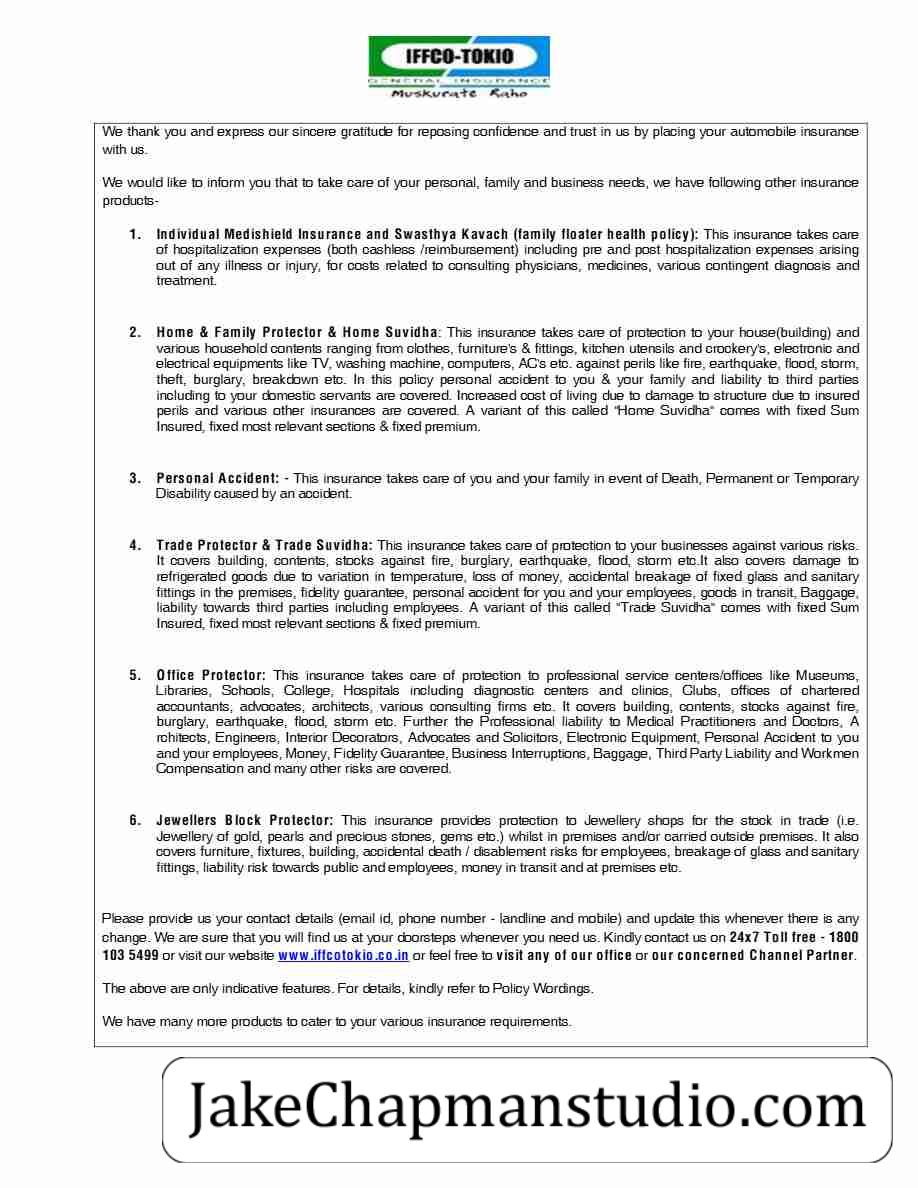 IFFCO-TOKIO
GENERAL INSURANCE
Muskurate Raho
We thank you and express our sincere gratitude for reposing confidence and trust in us by placing your automobile insurance
with us.
We would like to inform you that to take care of your personal, family and business needs, we have following other insurance
products-
1. Individual Medishield Insurance and Swasthya Kavach (family floater health policy): This insurance takes care
of hospitalization expenses (both cashless /reimbursement) including pre and post hospitalization expenses arising
out of any illness or injury, for costs related to consulting physicians, medicines, various contingent diagnosis and
treatment.
2. Home & Family Protector & Home Suvidha: This insurance takes care of protection to your house(building) and
various household contents ranging from clothes, furniture's & fittings, kitchen utensils and crockery's, electronic and
electrical equipments like TV, washing machine, computers, AC's etc. against perils like fire, earthquake, flood, storm,
theft, burglary, breakdown etc. In this policy personal accident to you & your family and liability to third parties
including to your domestic servants are covered. Increased cost of living due to damage to structure due to insured
perils and various other insurances are covered. A variant of this called "Home Suvidha" comes with fixed Sum
Insured, fixed most relevant sections & fixed premium.
3. Personal Accident: - This insurance takes care of you and your family in event of Death, Permanent or Temporary
Disability caused by an accident.
4. Trade Protector & Trade Suvidha: This insurance takes care of protection to your businesses against various risks.
It covers building, contents, stocks against fire, burglary, earthquake, flood, storm etc.It also covers damage to
refrigerated goods due to variation in temperature, loss of money, accidental breakage of fixed glass and sanitary
fittings in the premises, fidelity guarantee, personal accident for you and your employees, goods in transit, Baggage,
liability towards third parties including employees. A variant of this called "Trade Suvidha" comes with fixed Sum
Insured, fixed most relevant sections & fixed premium.
5. Office Protector: This insurance takes care of protection to professional service centers/offices like Museums,
Libraries, Schools, College, Hospitals including diagnostic centers and clinics, Clubs, offices of chartered
accountants, advocates, architects, various consulting firms etc. It covers building, contents, stocks against fire,
burglary, earthquake, flood, storm etc. Further the Professional liability to Medical Practitioners and Doctors, A
rchitects, Engineers, Interior Decorators, Advocates and Solicitors, Electronic Equipment, Personal Accident to you
and your employees, Money, Fidelity Guarantee, Business Interruptions, Baggage, Third Party Liability and Workmen
Compensation and many other risks are covered.
6. Jewellers Block Protector: This insurance provides protection to Jewellery shops for the stock in trade (i.e.
Jewellery of gold, pearls and precious stones, gems etc.) whilst in premises and/or carried outside premises. It also
covers furniture, fixtures, building, accidental death / disablement risks for employees, breakage of glass and sanitary
fittings, liability risk towards public and employees, money in transit and at premises etc.
Please provide us your contact details (email id, phone number - landline and mobile) and update this whenever there is any
change. We are sure that you will find us at your doorsteps whenever you need us. Kindly contact us on 24x7 Toll free - 1800
103 5499 or visit our website www.iffcotokio.co.in or feel free to visit any of our office or our concerned Channel Partner.
The above are only indicative features. For details, kindly refer to Policy Wordings.
We have many more products to cater to your various insurance requirements.
JakeChapmanstudio.com